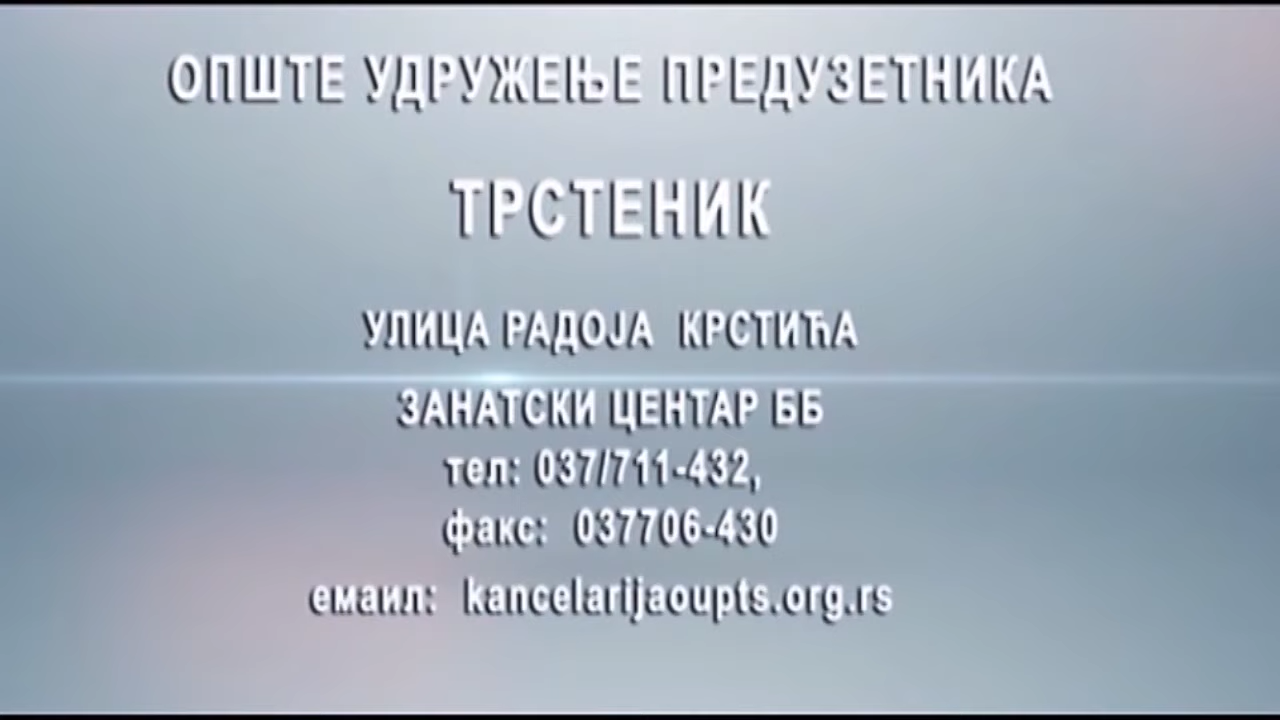 ОПШТЕ УДРУЖЕЊЕ ПРЕДУЗЕТНИКА
ТРСТЕНИК
УЛИЦА РАДОЈА КРСТИЋА
ЗАНАТСКИ ЦЕНТАР ББ
тел: 037/711-432,
факс: 037706-430
емаил: kancelarijaoupts.org.rs